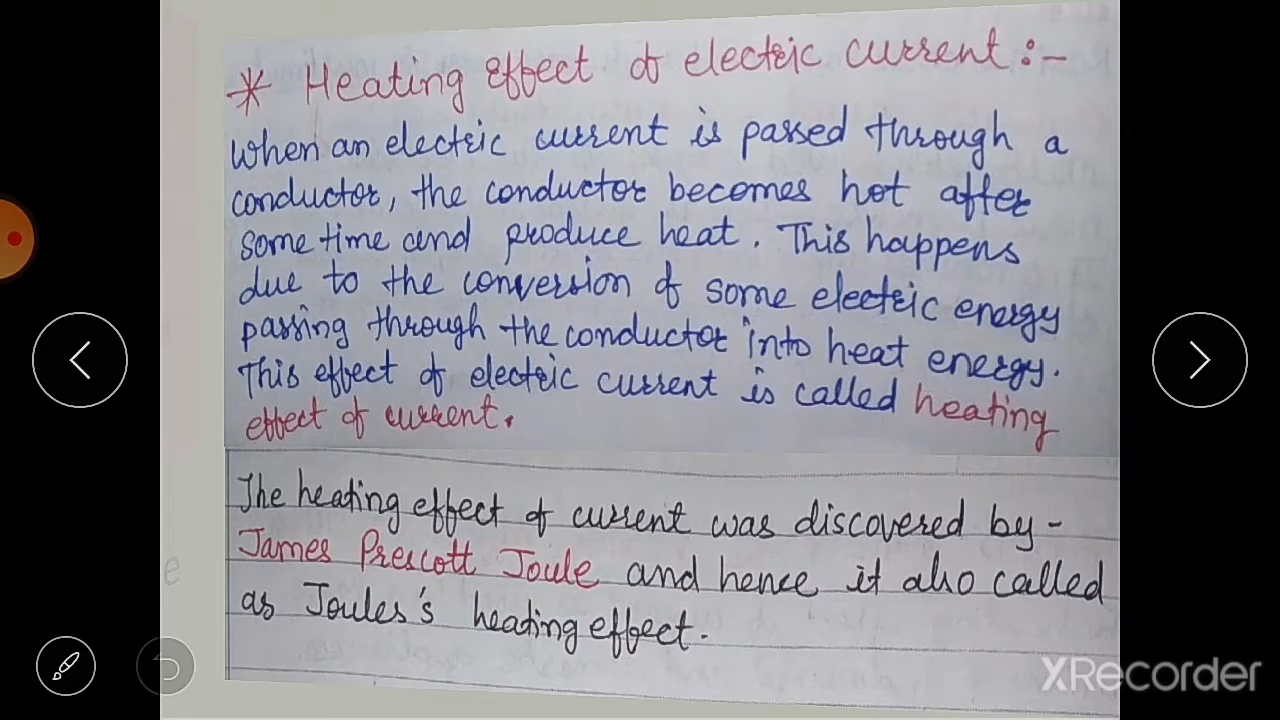 * Heating effect of electric current:-
When an electric current is passed through a
conductor, the conductor becomes hot after
some time and produce heat. This happens
due to the conversion of some electric energy
passing through the conductor into heat energy.
This effect of electric current is called heating
effect of current.
The heating effect of current was discovered by-
James Prescott Joule and hence it also called
as Joules's heating effect.
XRecorder